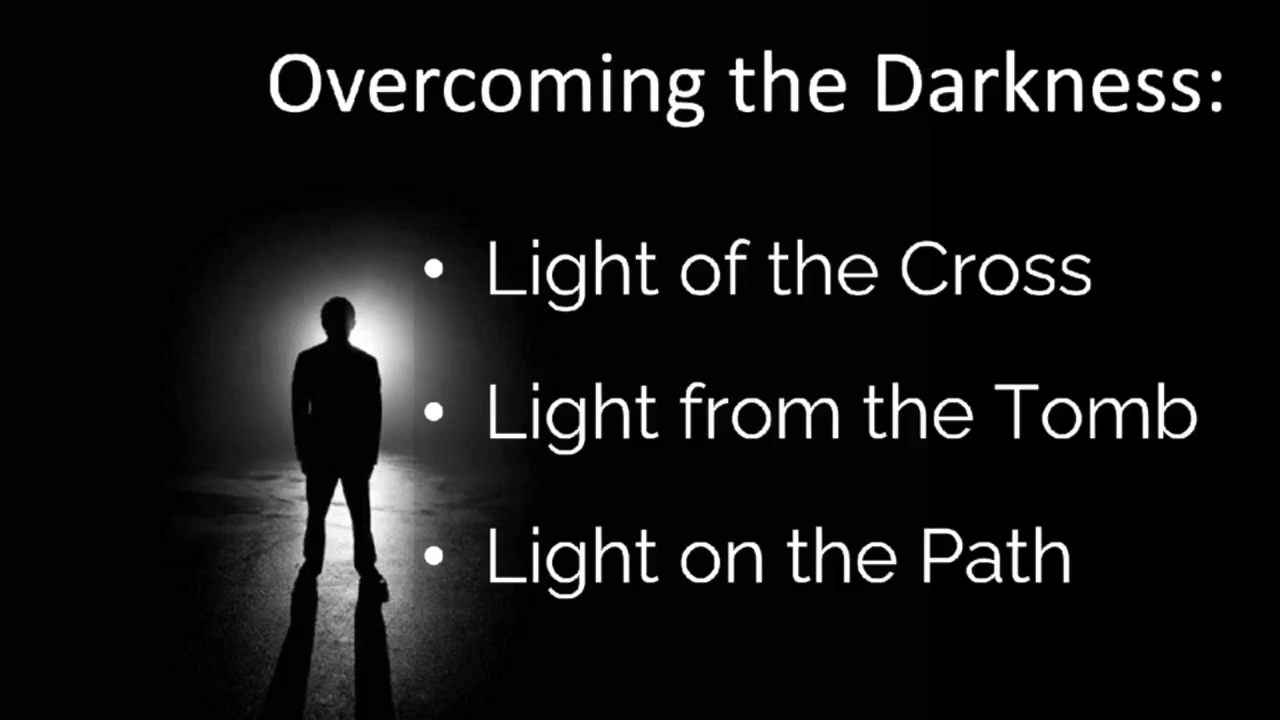 Overcoming the Darkness:
• Light of the Cross
• Light from the Tomb
• Light on the Path